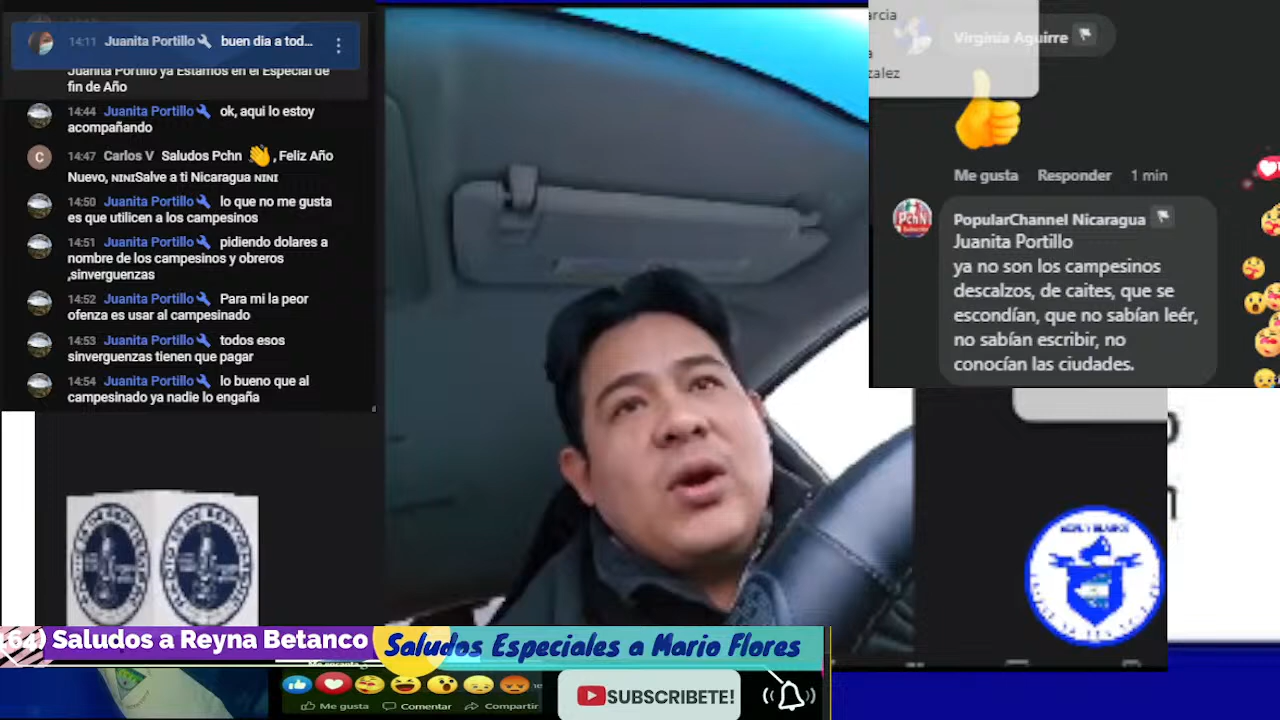 14:11 Juanita Portillo buen dia a tod...
Juanita Portillo ya Estamos en el Especial de
fin de Año
14:44 Juanita Portillo ok, aqui lo estoy
acompañando
C 14:47 Carlos V Saludos Pchn 👋, Feliz Año
Nuevo, ɴɪɴɪSalve a ti Nicaragua ɴɪɴɪ
14:50 Juanita Portillo lo que no me gusta
es que utilicen a los campesinos
14:51 Juanita Portillo pidiendo dolares a
nombre de los campesinos y obreros
,sinverguenzas
14:52 Juanita Portillo Para mi la peor
ofenza es usar al campesinado
14:53 Juanita Portillo todos esos
sinverguenzas tienen que pagar
14:54 Juanita Portillo lo bueno que al
campesinado ya nadie lo engaña
arcia
zalez
Virginia Aguirre
Me gusta Responder 1 min
PchN
PopularChannel Nicaragua
Juanita Portillo
ya no son los campesinos
descalzos, de caites, que se
escondían, que no sabían leér,
no sabían escribir, no
conocían las ciudades.
64) Saludos a Reyna Betanco
Saludos Especiales a Mario Flores
Me gusta Comentar Compartir
SUBSCRIBETE!